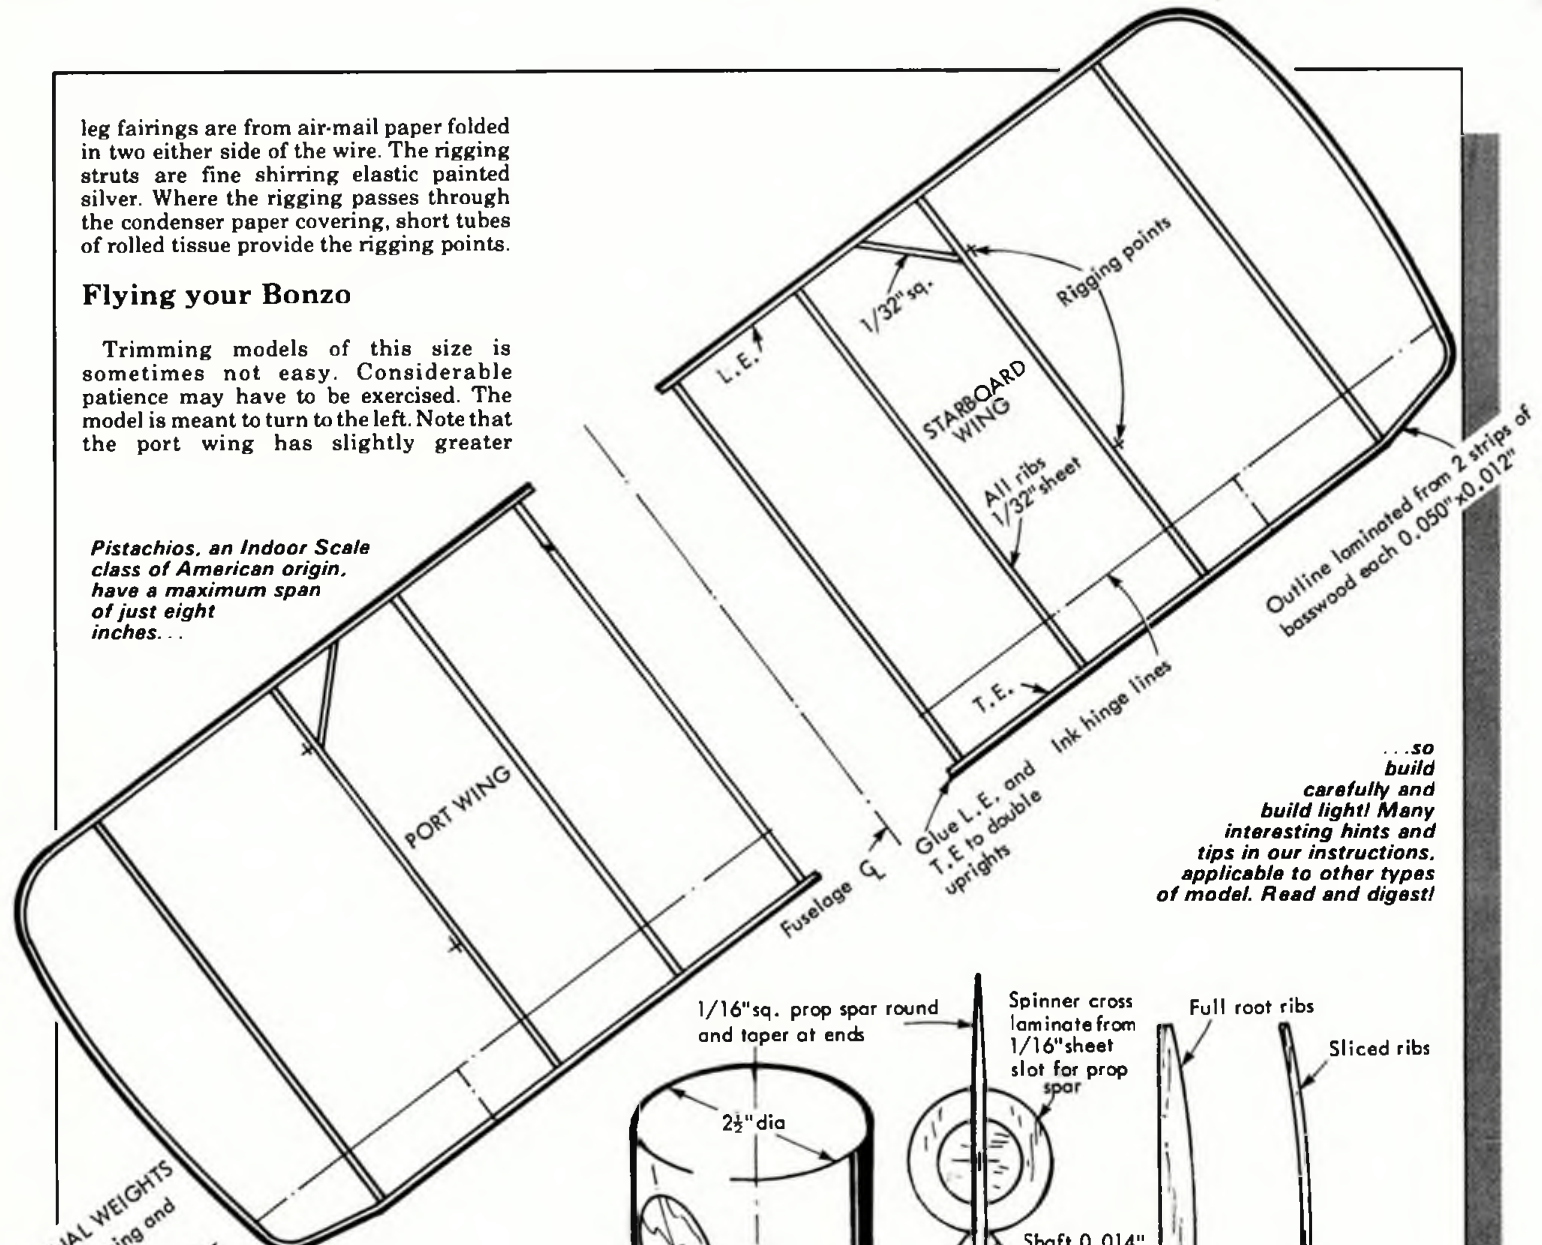 leg fairings are from air-mail paper folded
in two either side of the wire. The rigging
struts are fine shirring elastic painted
silver. Where the rigging passes through
the condenser paper covering, short tubes
of rolled tissue provide the rigging points.
Flying your Bonzo
Trimming models of this size is
sometimes not easy. Considerable
patience may have to be exercised. The
model is meant to turn to the left. Note that
the port wing has slightly greater
Pistachios, an Indoor Scale
class of American origin,
have a maximum span
of just eight
inches...
L.E.
1/32"sq.
Rigging points
STARBOARD
WING
All ribs
1/32"sheet
T.E.
Ink hinge lines
Outline laminated from 2 strips of
basswood each 0.050"x0.012"
Glue L.E. and
T.E to double
uprights
Fuselage CL
PORT WING
...so
build
carefully and
build light! Many
interesting hints and
tips in our instructions,
applicable to other types
of model. Read and digest!
1/16"sq. prop spar round
and taper at ends
Spinner cross
laminate from
1/16"sheet
slot for prop
spar
Full root ribs
Sliced ribs
2½"dia
Shaft 0.014"
WEIGHTS
and